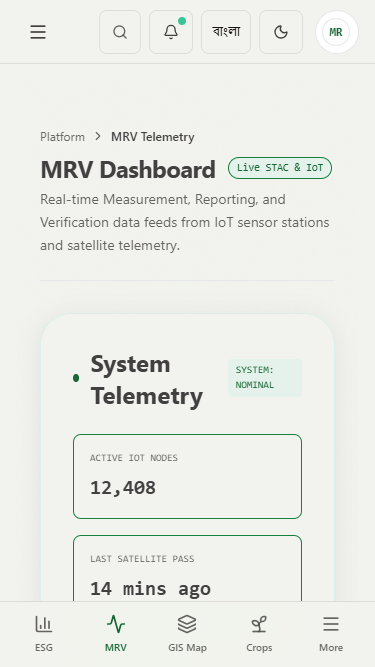 বাংলা
MR
Platform > MRV Telemetry
MRV Dashboard
Live STAC & IoT
Real-time Measurement, Reporting, and
Verification data feeds from IoT sensor stations
and satellite telemetry.
System
Telemetry
SYSTEM:
NOMINAL
ACTIVE IOT NODES
12,408
LAST SATELLITE PASS
14 mins ago
ESG
MRV
GIS Map
Crops
More